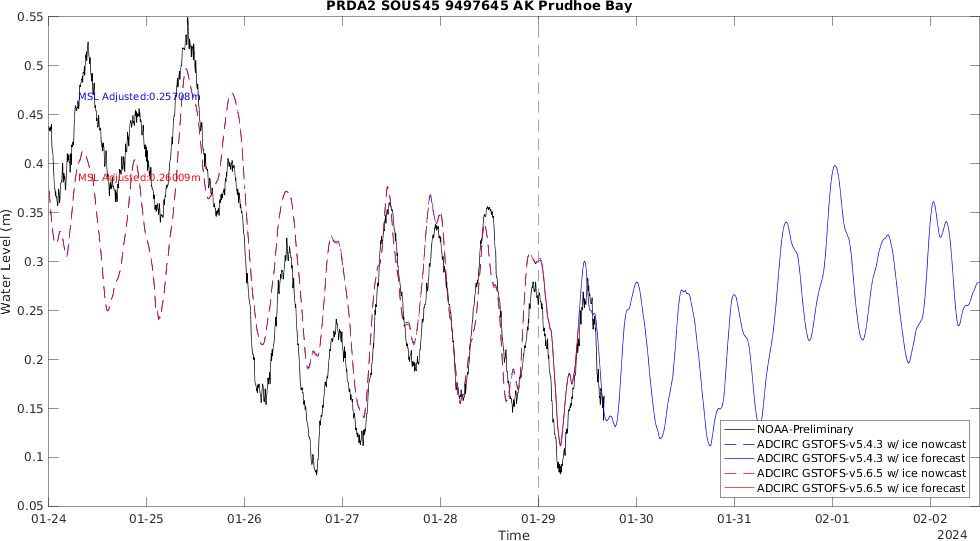 PRDA2 SOUS45 9497645 AK Prudhoe Bay
0.55
0.5
0.45
0.4
0.35
0.3
0.25
0.2
0.15
0.1
0.05
Water Level (m)
MSL Adjusted:0.25708m
MSL Adjusted:0.26009m
NOAA-Preliminary
ADCIRC GSTOFS-v5.4.3 w/ ice nowcast
ADCIRC GSTOFS-v5.4.3 w/ ice forecast
ADCIRC GSTOFS-v5.6.5 w/ ice nowcast
ADCIRC GSTOFS-v5.6.5 w/ ice forecast
01-24 01-25 01-26 01-27 01-28 01-29 01-30 01-31 02-01 02-02
Time
2024